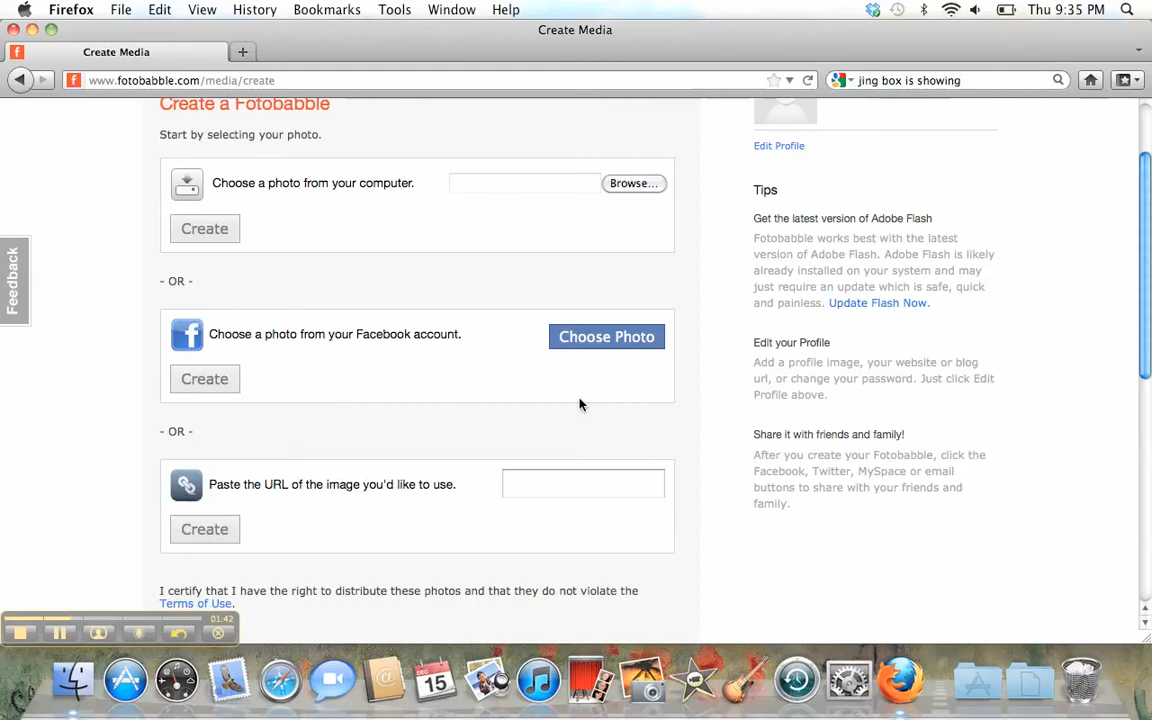 Firefox File Edit View History Bookmarks Tools Window Help Thu 9:35 PM
Create Media
f Create Media +
f www.fotobabble.com/media/create jing box is showing
Create a Fotobabble
Start by selecting your photo.
Choose a photo from your computer. Browse...
Create
- OR -
f Choose a photo from your Facebook account. Choose Photo
Create
- OR -
Paste the URL of the image you'd like to use.
Create
I certify that I have the right to distribute these photos and that they do not violate the
Terms of Use.
Feedback
Edit Profile
Tips
Get the latest version of Adobe Flash
Fotobabble works best with the latest
version of Adobe Flash. Adobe Flash is likely
already installed on your system and may
just require an update which is safe, quick
and painless. Update Flash Now.
Edit your Profile
Add a profile image, your website or blog
url, or change your password. Just click Edit
Profile above.
Share it with friends and family!
After you create your Fotobabble, click the
Facebook, Twitter, MySpace or email
buttons to share with your friends and
family.
01:42
DEC
15